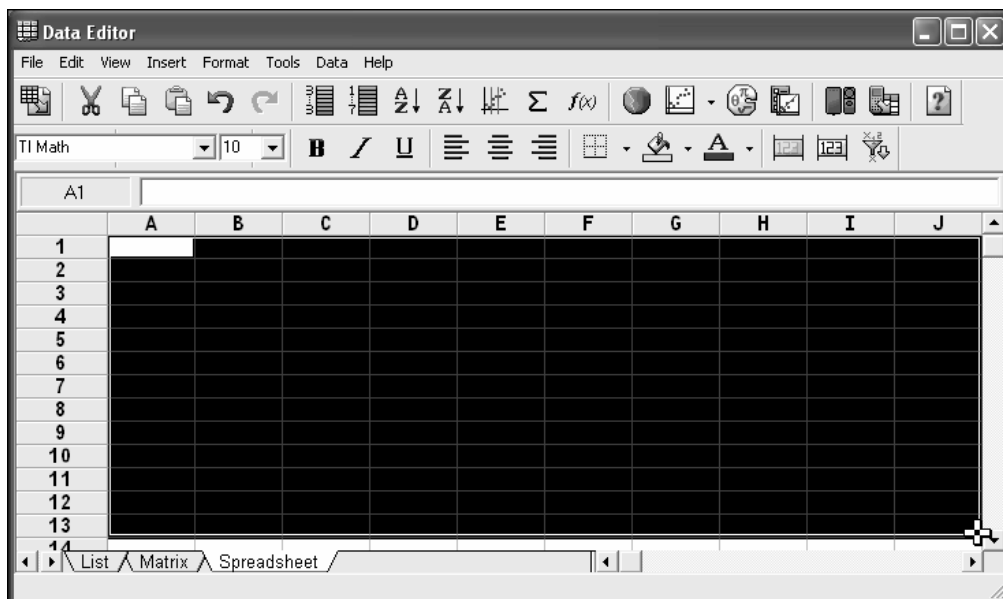 Data Editor
File Edit View Insert Format Tools Data Help
TI Math 10 B I U A
A1
A B C D E F G H I J
1
2
3
4
5
6
7
8
9
10
11
12
13
14
List Matrix Spreadsheet